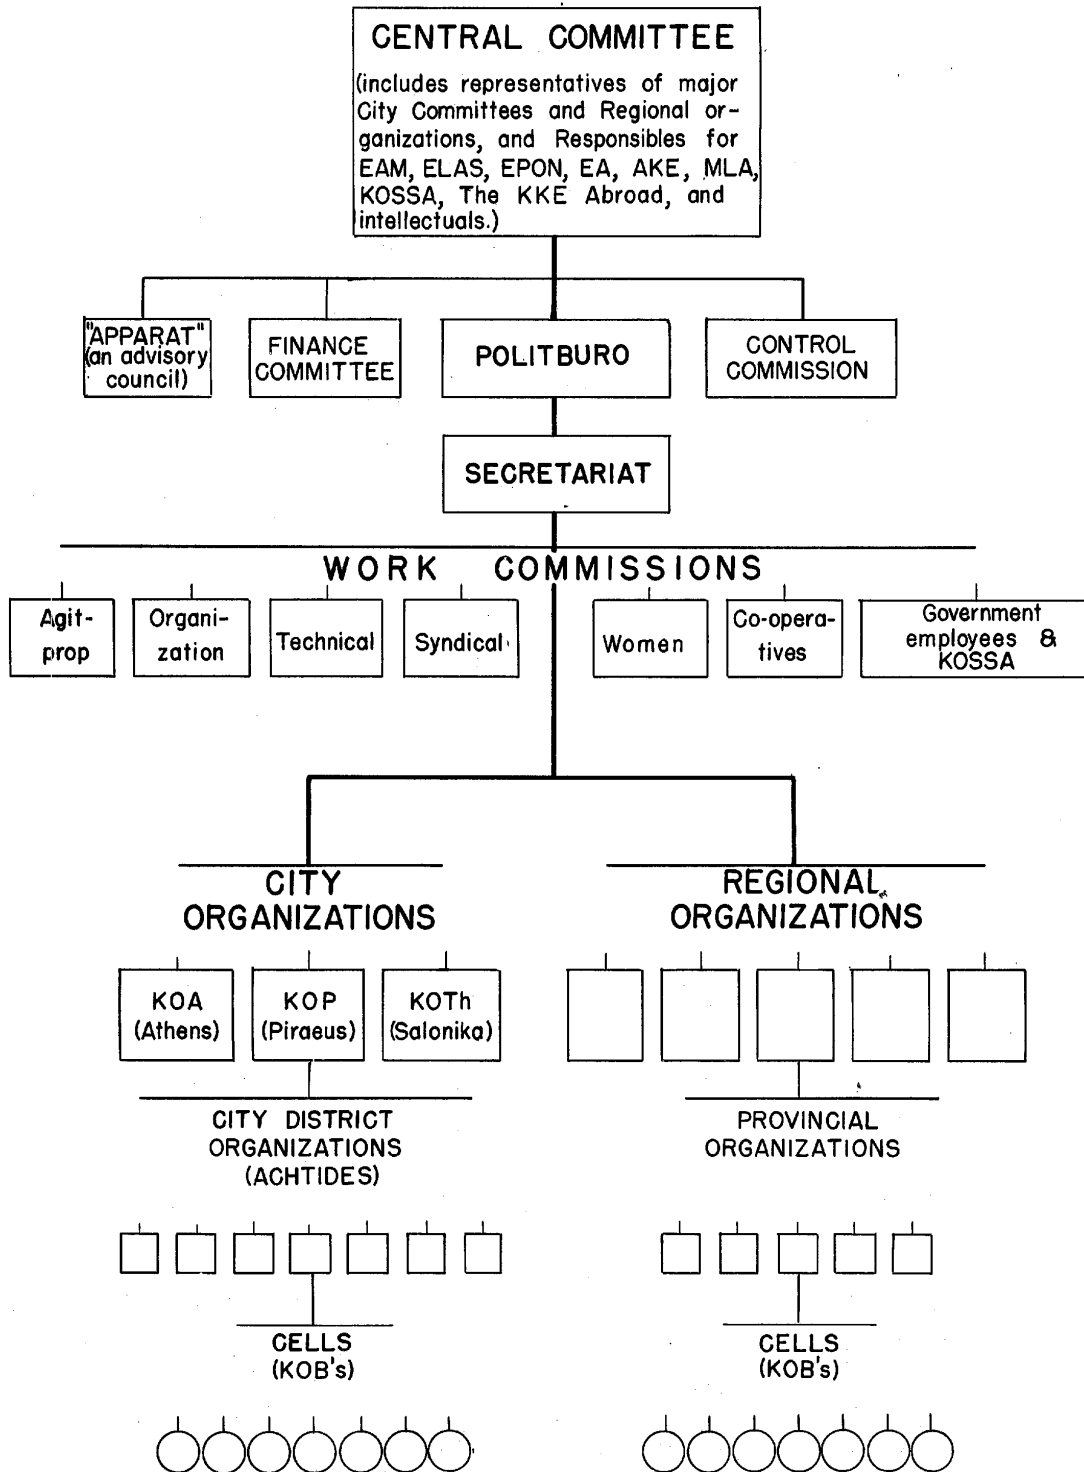 CENTRAL COMMITTEE
(includes representatives of major
City Committees and Regional or-
ganizations, and Responsibles for
EAM, ELAS, EPON, EA, AKE, MLA,
KOSSA, The KKE Abroad, and
intellectuals.)
"APPARAT"
(an advisory
council)
FINANCE
COMMITTEE
POLITBURO
CONTROL
COMMISSION
SECRETARIAT
WORK COMMISSIONS
Agit-
prop
Organi-
zation
Technical
Syndical
Women
Co-opera-
tives
Government
employees &
KOSSA
CITY
ORGANIZATIONS
REGIONAL
ORGANIZATIONS
KOA
(Athens)
KOP
(Piraeus)
KOTh
(Salonika)
CITY DISTRICT
ORGANIZATIONS
(ACHTIDES)
PROVINCIAL
ORGANIZATIONS
CELLS
(KOB's)
CELLS
(KOB's)